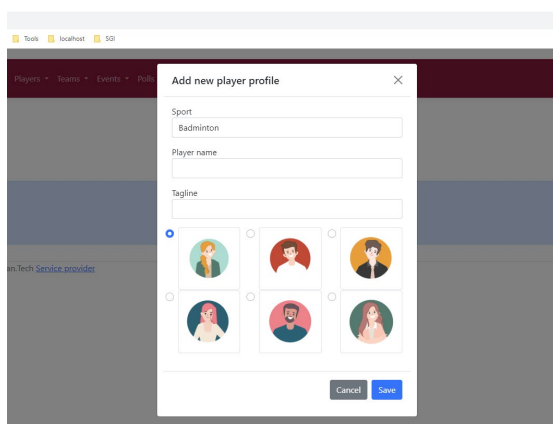 Tools localhost SGI
Players Teams Events Polls
Add new player profile
Sport
Badminton
Player name
Tagline
an.Tech Service provider
Cancel Save